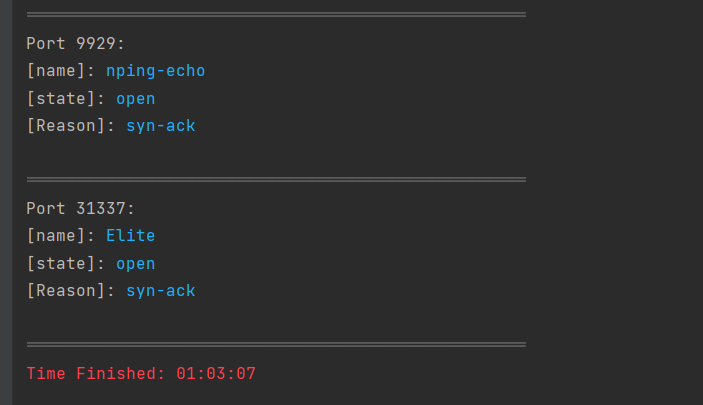 Port 9929:
[name]: nping-echo
[state]: open
[Reason]: syn-ack
Port 31337:
[name]: Elite
[state]: open
[Reason]: syn-ack
Time Finished: 01:03:07